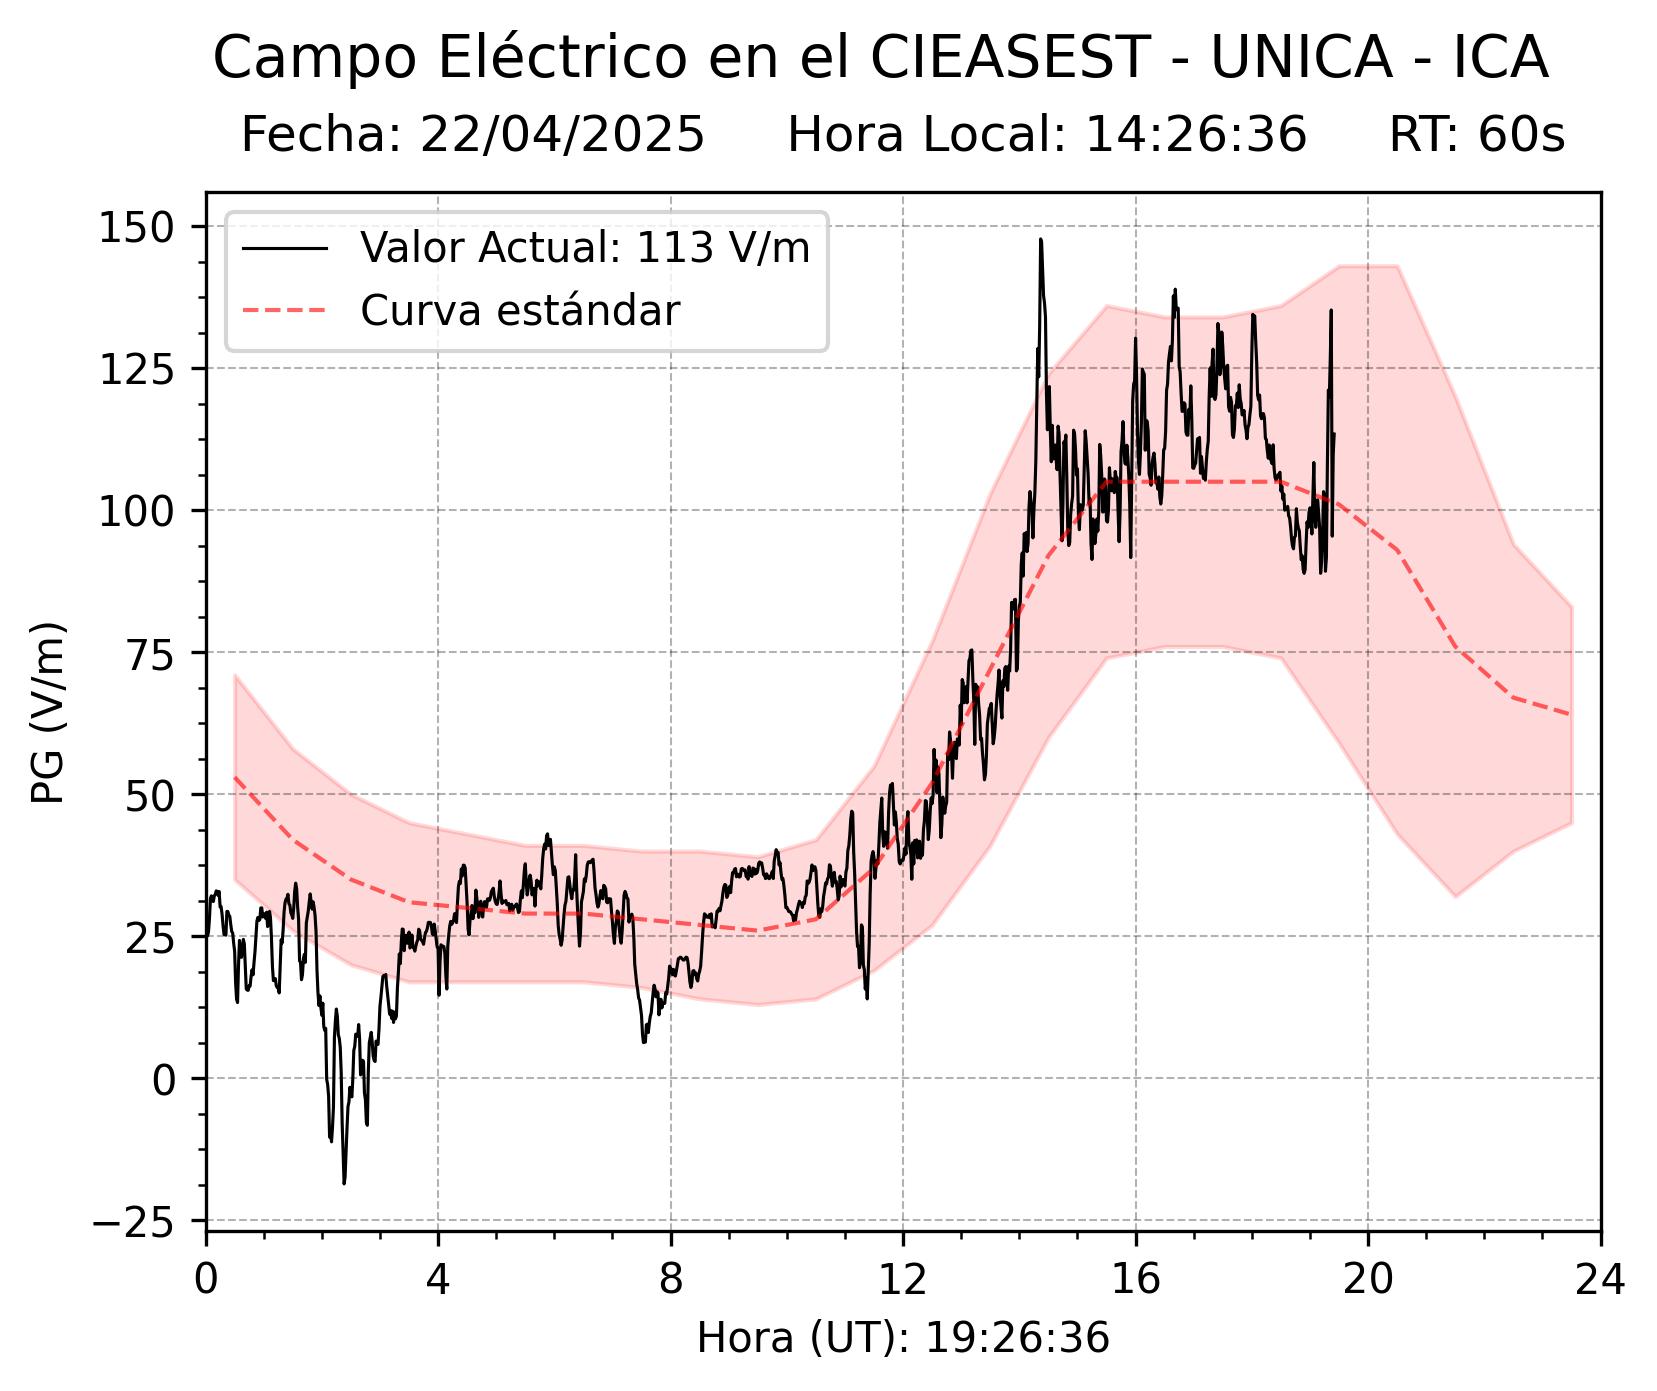 Campo Eléctrico en el CIEASEST - UNICA - ICA
Fecha: 22/04/2025 Hora Local: 14:26:36 RT: 60s
Valor Actual: 113 V/m
Curva estándar
PG (V/m)
150
125
100
75
50
25
0
−25
0 4 8 12 16 20 24
Hora (UT): 19:26:36